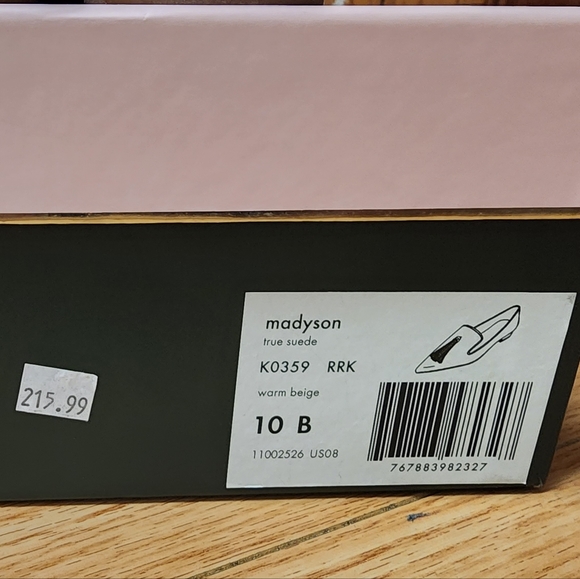 madyson
true suede
K0359 RRK
warm beige
10 B
11002526 US08
767883982327
215.99